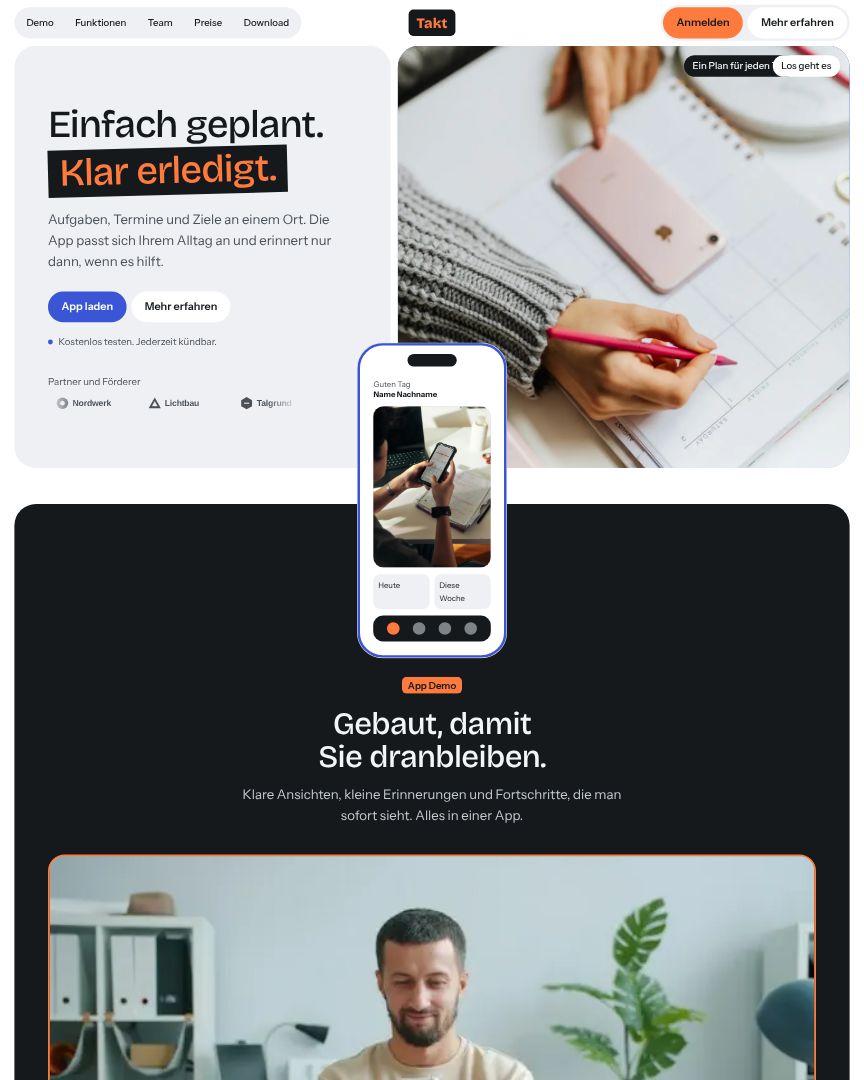 Demo Funktionen Team Preise Download
Takt
Anmelden Mehr erfahren
Ein Plan für jeden
Los geht es
Einfach geplant.
Klar erledigt.
Aufgaben, Termine und Ziele an einem Ort. Die
App passt sich Ihrem Alltag an und erinnert nur
dann, wenn es hilft.
App laden Mehr erfahren
Kostenlos testen. Jederzeit kündbar.
Partner und Förderer
Nordwerk Lichtbau Talgrund
Guten Tag
Name Nachname
Heute
Diese
Woche
App Demo
Gebaut, damit
Sie dranbleiben.
Klare Ansichten, kleine Erinnerungen und Fortschritte, die man
sofort sieht. Alles in einer App.